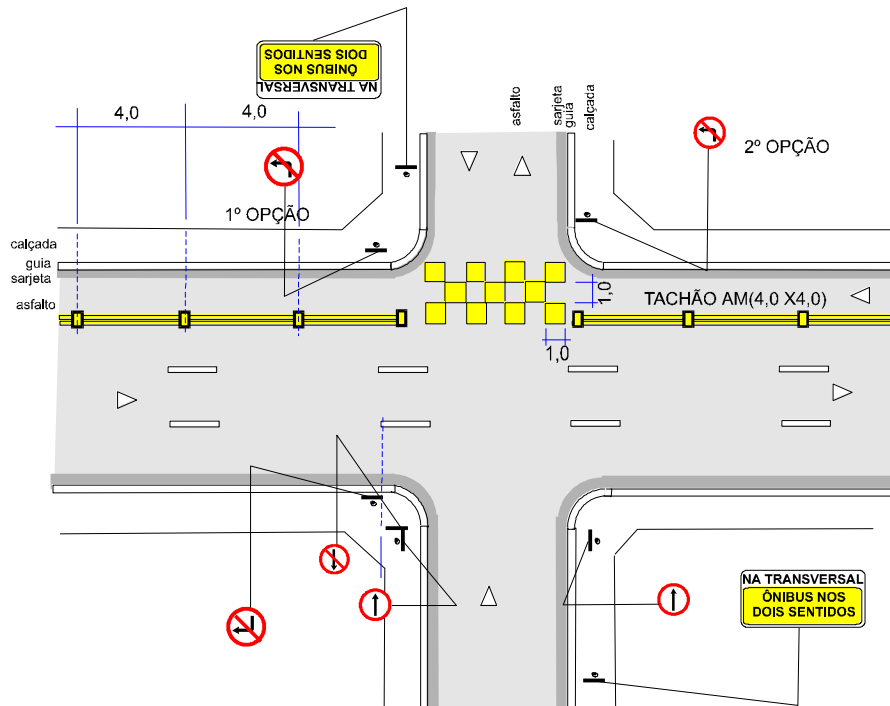 NA TRANSVERSAL
ÔNIBUS NOS
DOIS SENTIDOS
4,0
4,0
asfalto
sarjeta
guia
calçada
2º OPÇÃO
1º OPÇÃO
calçada
guia
sarjeta
asfalto
1,0
TACHÃO AM(4,0 X4,0)
1,0
NA TRANSVERSAL
ÔNIBUS NOS
DOIS SENTIDOS